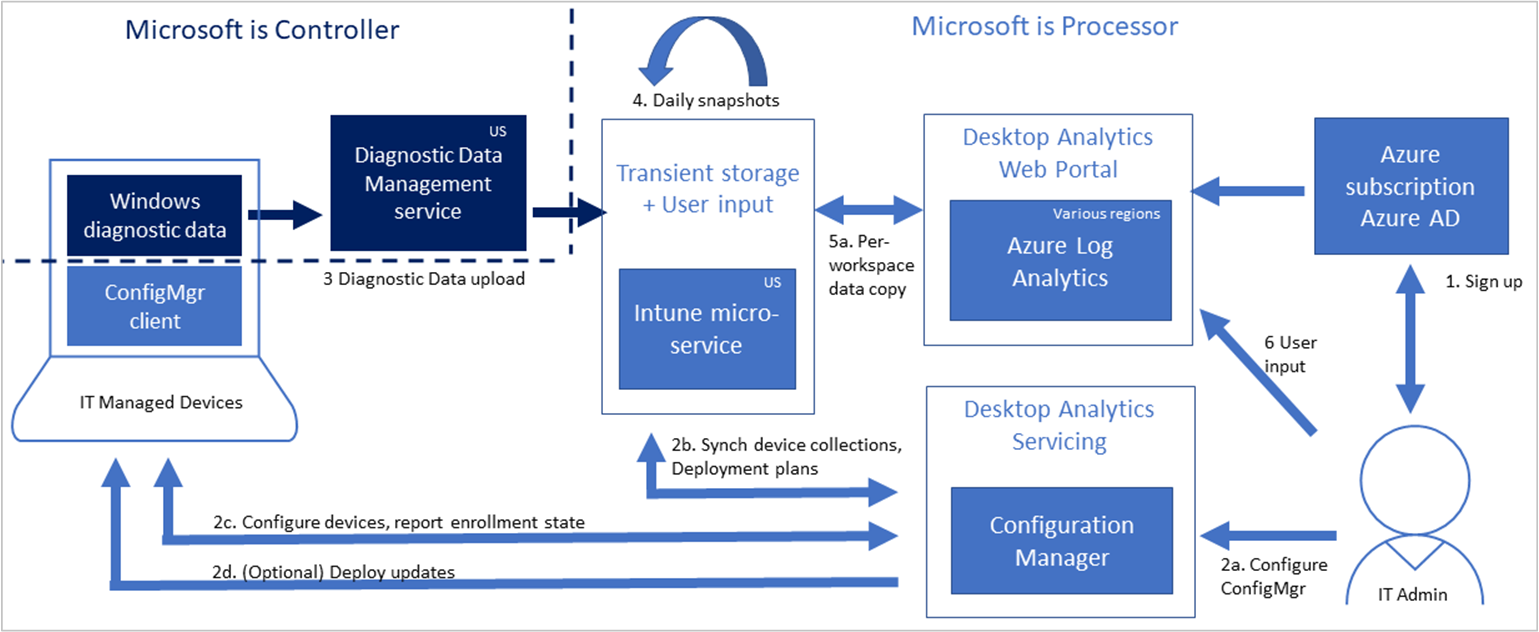 Microsoft is Controller
Microsoft is Processor
4. Daily snapshots
US
Diagnostic Data
Management
service
Windows
diagnostic data
3 Diagnostic Data upload
ConfigMgr
client
IT Managed Devices
Transient storage
+ User input
US
Intune micro-
service
5a. Per-
workspace
data copy
Desktop Analytics
Web Portal
Various regions
Azure Log
Analytics
Azure
subscription
Azure AD
1. Sign up
6 User
input
2b. Synch device collections,
Deployment plans
Desktop Analytics
Servicing
Configuration
Manager
2c. Configure devices, report enrollment state
2d. (Optional) Deploy updates
2a. Configure
ConfigMgr
IT Admin